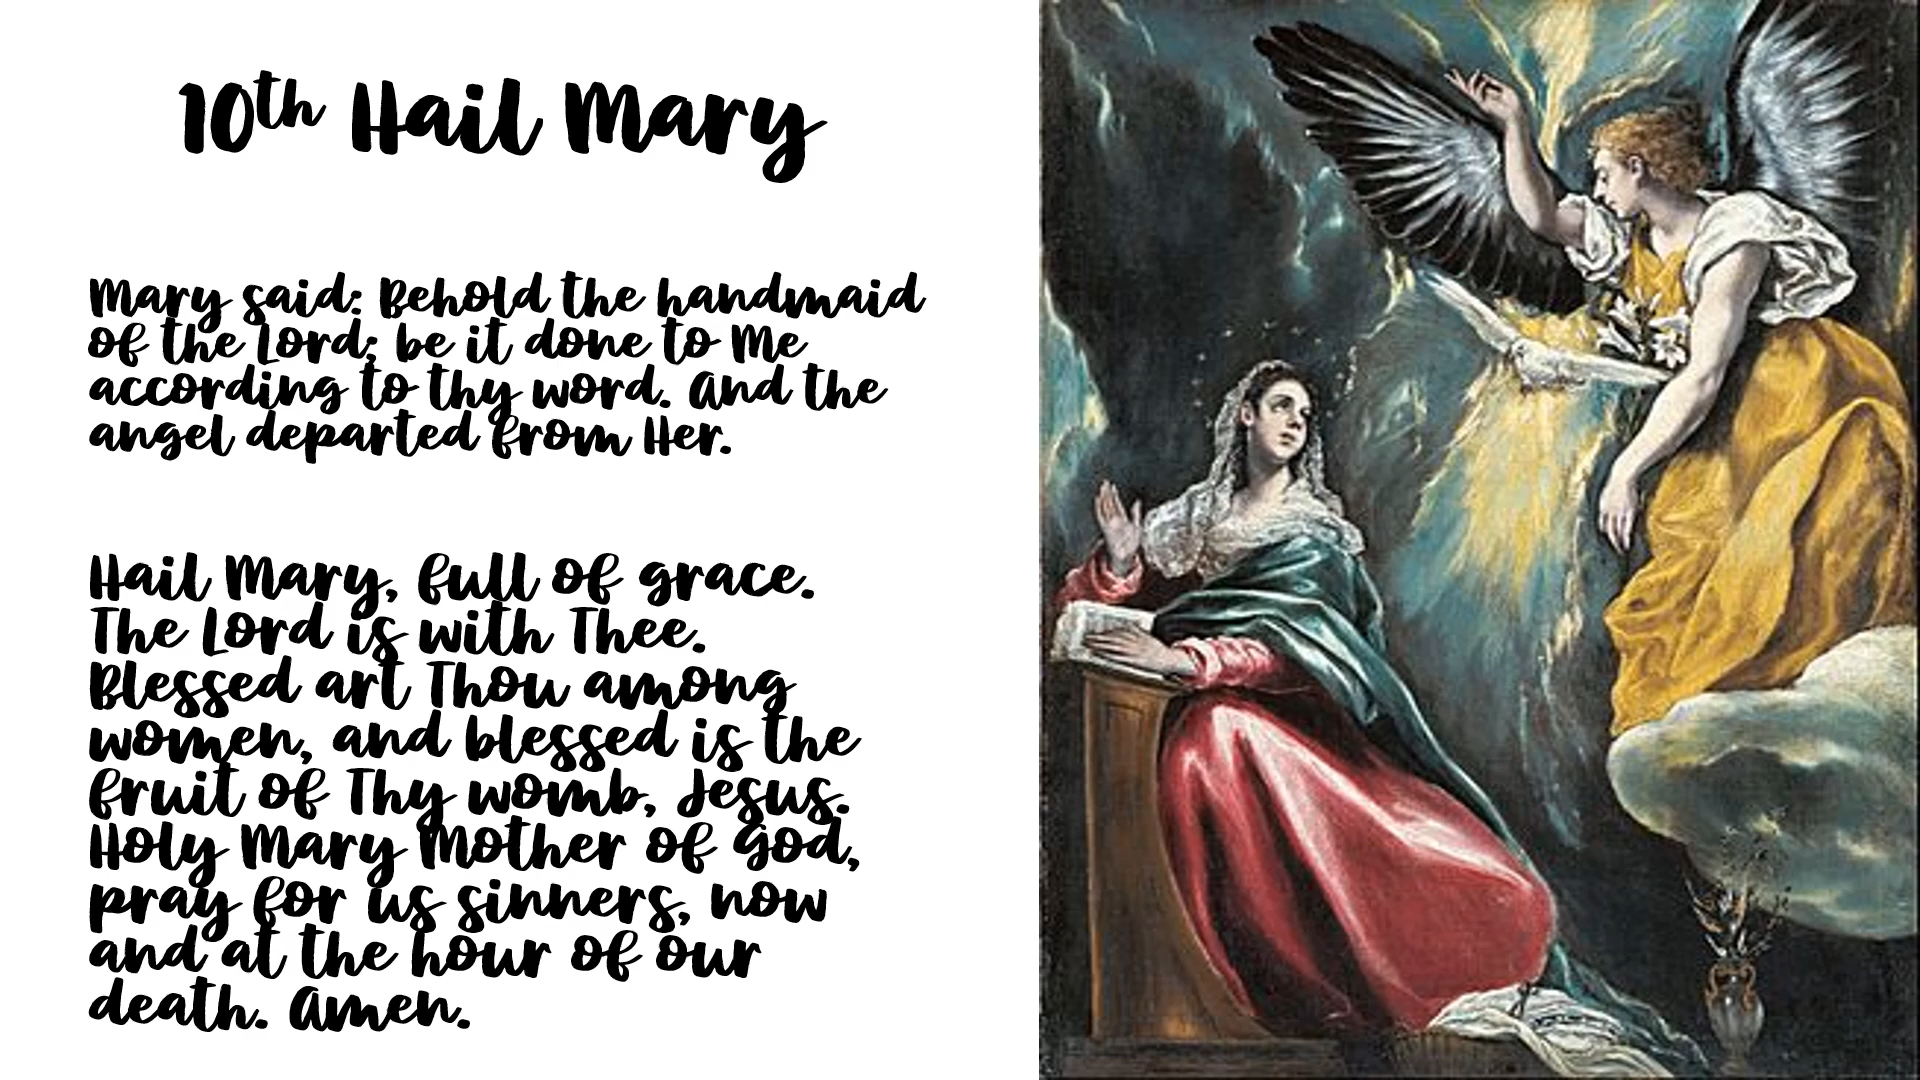 10th Hail Mary
Mary said: Behold the handmaid
of the Lord; be it done to Me
according to thy word. And the
angel departed from Her.
Hail Mary, full of grace.
The Lord is with Thee.
Blessed art Thou among
women, and blessed is the
fruit of Thy womb, Jesus.
Holy Mary Mother of God,
pray for us sinners, now
and at the hour of our
death. Amen.